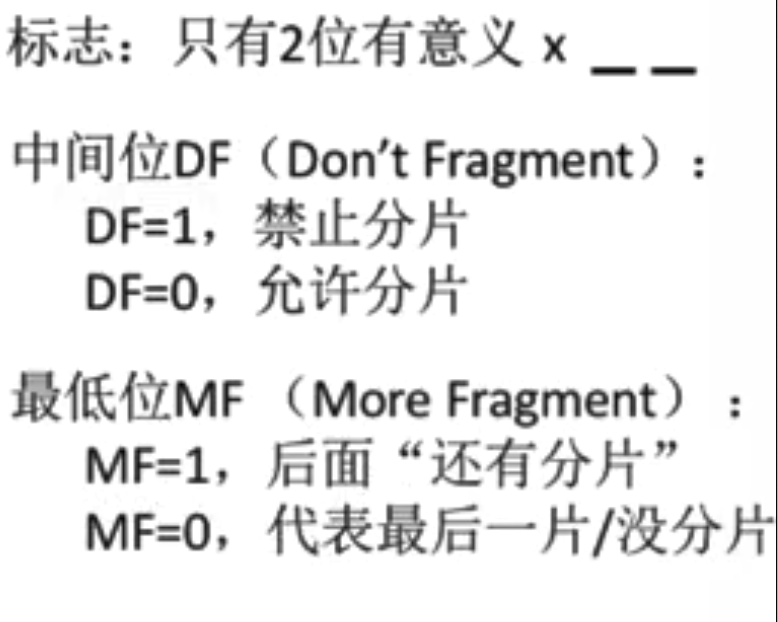 标志：只有2位有意义 x _ _
中间位DF（Don't Fragment）：
DF=1，禁止分片
DF=0，允许分片
最低位MF （More Fragment）：
MF=1，后面“还有分片”
MF=0，代表最后一片/没分片